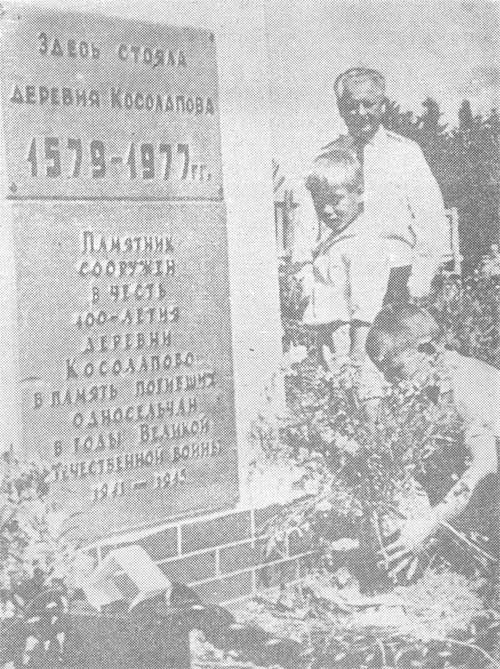 Здесь стояла
деревня Косолапова
1579-1977гг.
Памятник
сооружен
в честь
400-летия
деревни
Косолапово-
в память погибших
односельчан
в годы Великой
Отечественной войны
1941 — 1945